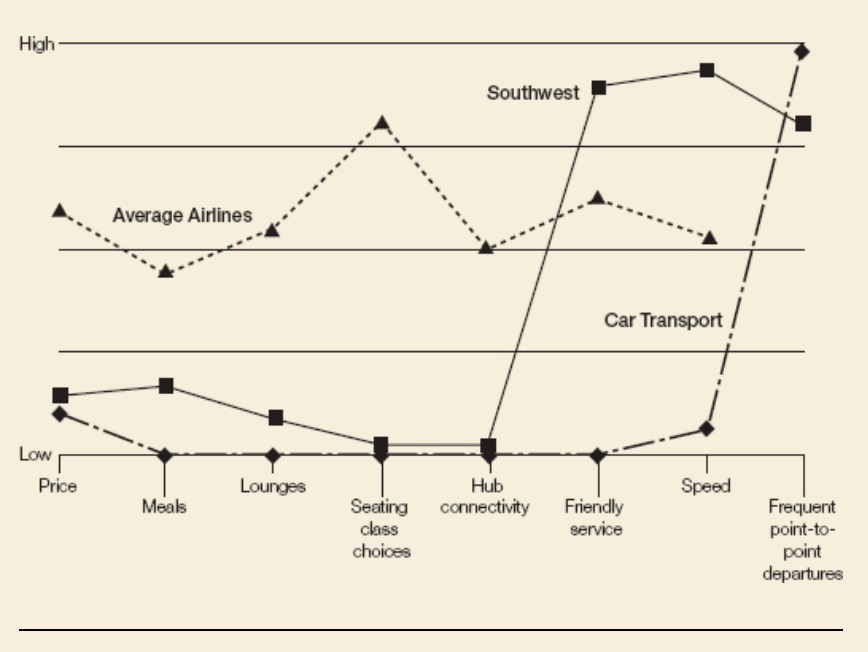 High
Southwest
Average Airlines
Car Transport
Low
Price
Meals
Lounges
Seating
class
choices
Hub
connectivity
Friendly
service
Speed
Frequent
point-to-
point
departures